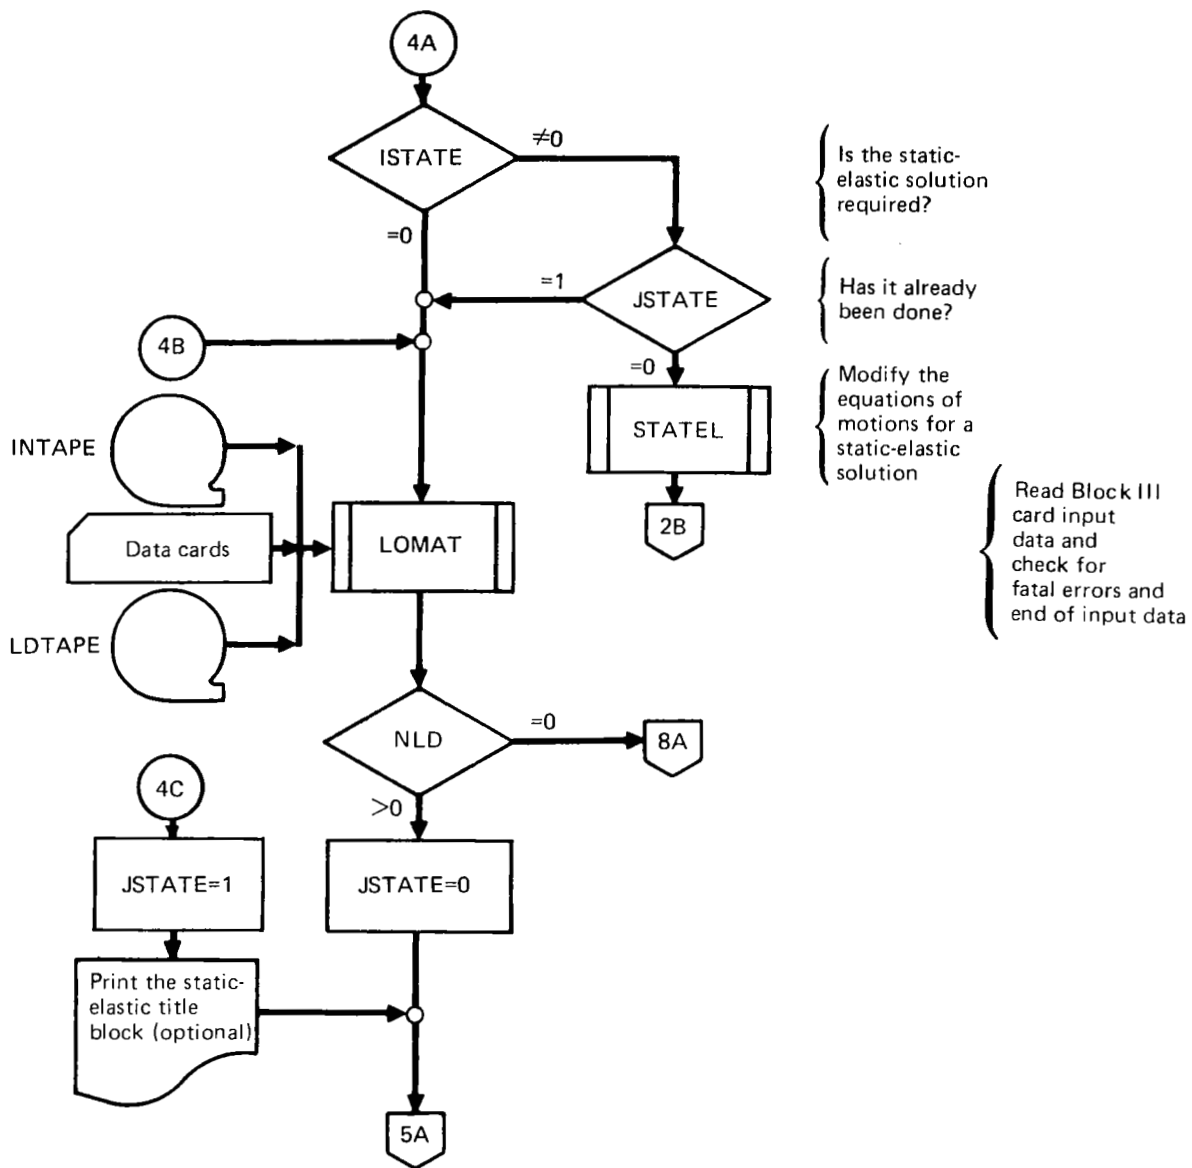 4A
ISTATE
≠0
Is the static-
elastic solution
required?
=0
=1
JSTATE
Has it already
been done?
4B
=0
STATEL
Modify the
equations of
motions for a
static-elastic
solution
INTAPE
2B
Data cards
LOMAT
Read Block III
card input
data and
check for
fatal errors and
end of input data
LDTAPE
NLD
=0
8A
4C
>0
JSTATE=1
JSTATE=0
Print the static-
elastic title
block (optional)
5A